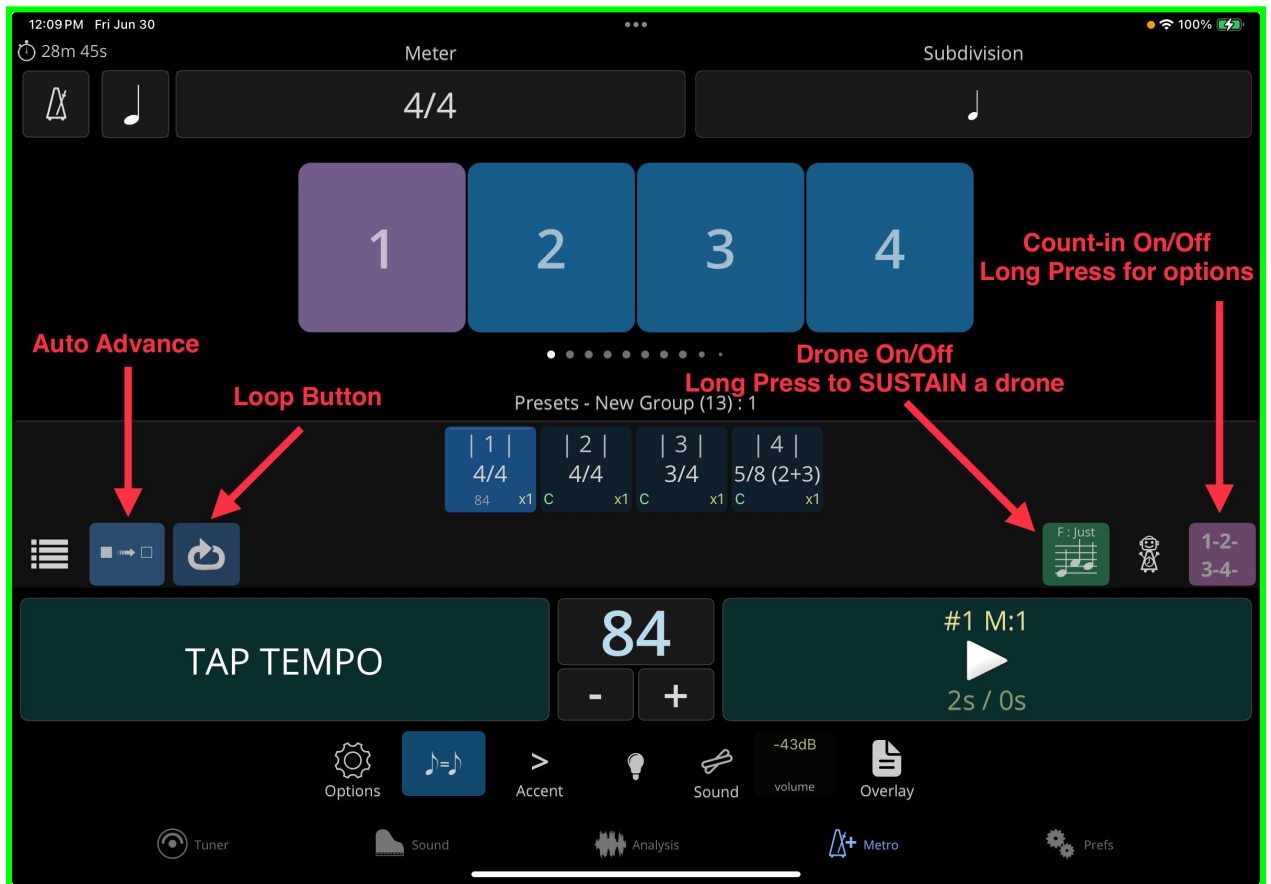 12:09 PM Fri Jun 30
100%
28m 45s
Meter
Subdivision
4/4
1
2
3
4
Count-in On/Off
Long Press for options
Auto Advance
Drone On/Off
Long Press to SUSTAIN a drone
Loop Button
Presets - New Group (13) : 1
| 1 |
4/4
84 x1
| 2 |
4/4
C x1
| 3 |
3/4
C x1
| 4 |
5/8 (2+3)
C x1
F : Just
1-2-
3-4-
TAP TEMPO
84
- +
#1 M:1
2s / 0s
Options
>
Accent
Sound
-43dB
volume
Overlay
Tuner
Sound
Analysis
+ Metro
Prefs